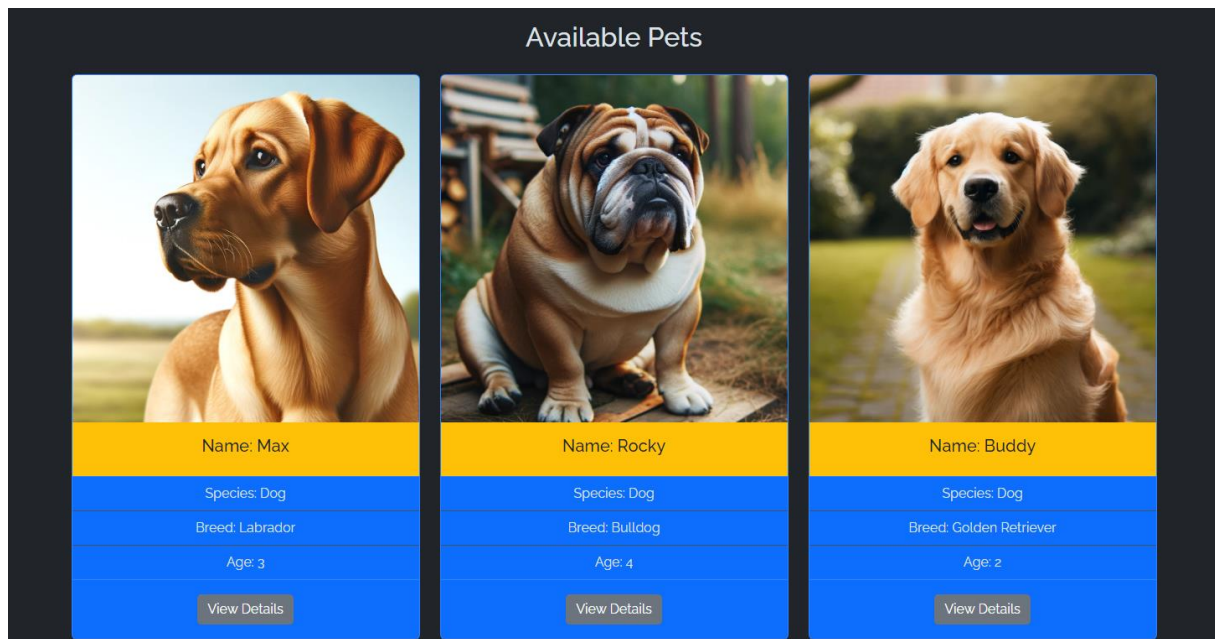 Available Pets
Name: Max
Species: Dog
Breed: Labrador
Age: 3
View Details
Name: Rocky
Species: Dog
Breed: Bulldog
Age: 4
View Details
Name: Buddy
Species: Dog
Breed: Golden Retriever
Age: 2
View Details